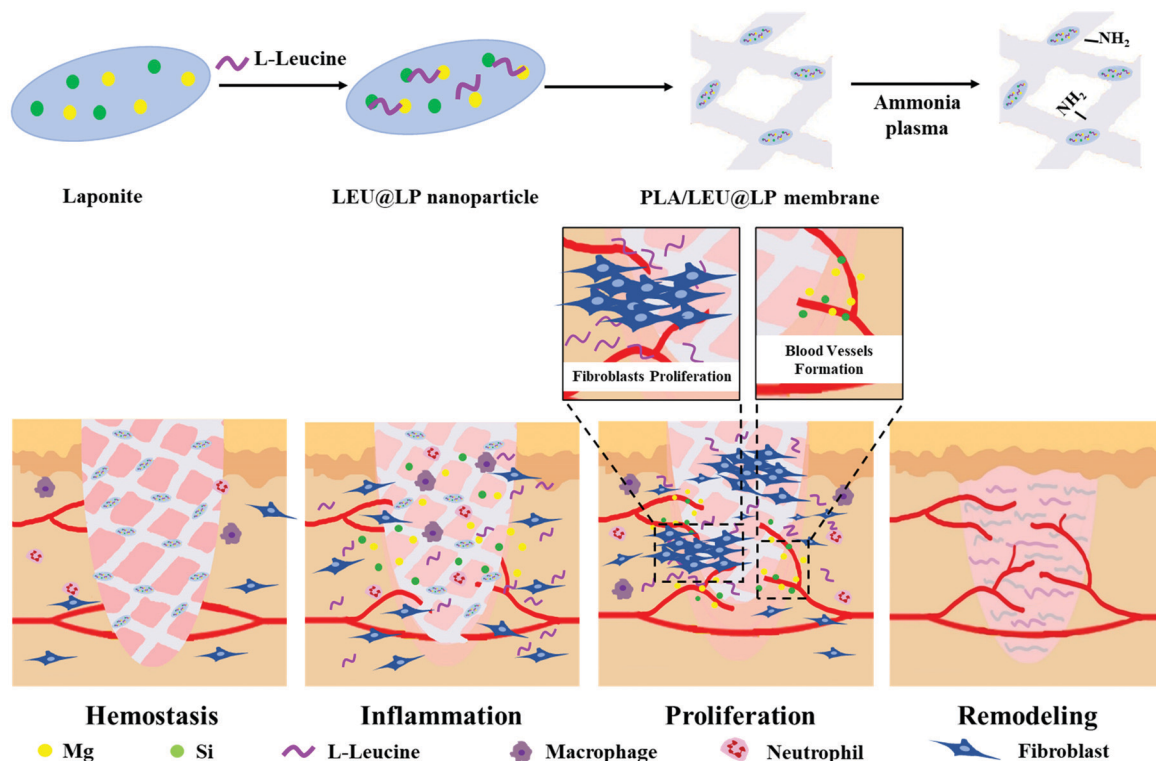 L-Leucine
NH₂
NH₂
Ammonia
plasma
Laponite
LEU@LP nanoparticle
PLA/LEU@LP membrane
Fibroblasts Proliferation
Blood Vessels
Formation
Hemostasis
Inflammation
Proliferation
Remodeling
Mg
Si
L-Leucine
Macrophage
Neutrophil
Fibroblast